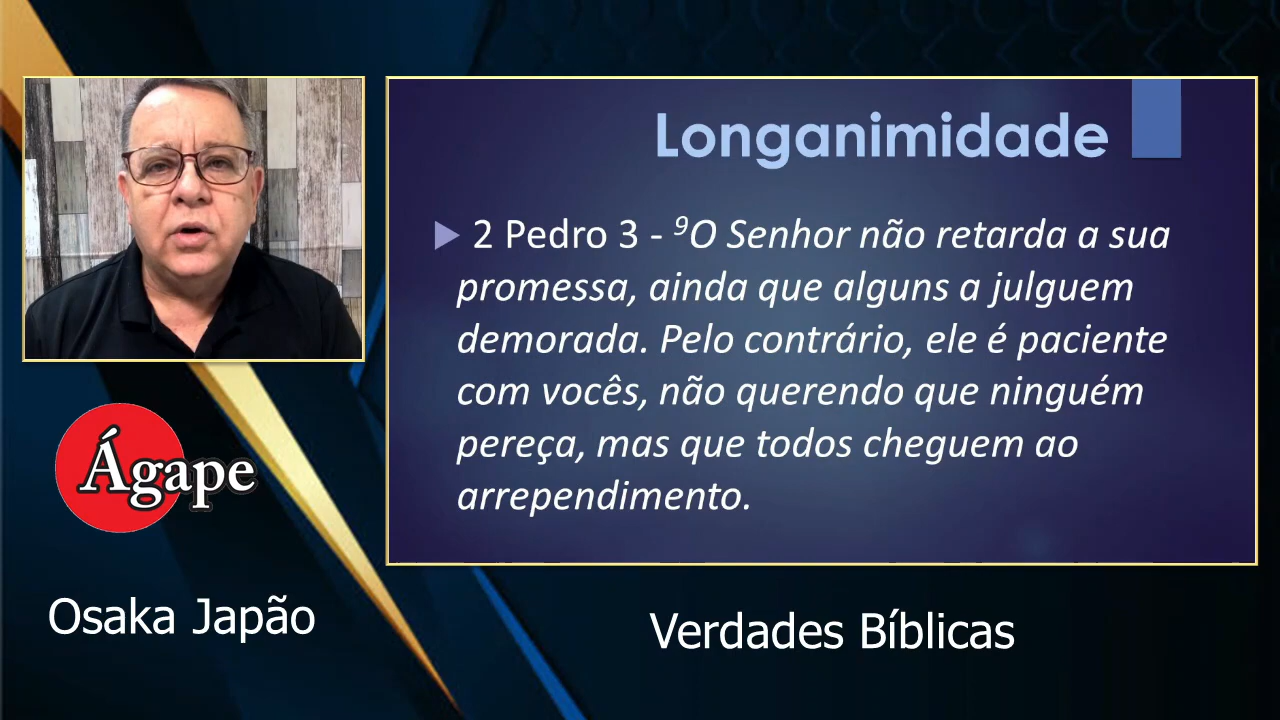 Longanimidade
2 Pedro 3 - ⁹O Senhor não retarda a sua
promessa, ainda que alguns a julguem
demorada. Pelo contrário, ele é paciente
com vocês, não querendo que ninguém
pereça, mas que todos cheguem ao
arrependimento.
Ágape
Osaka Japão
Verdades Bíblicas